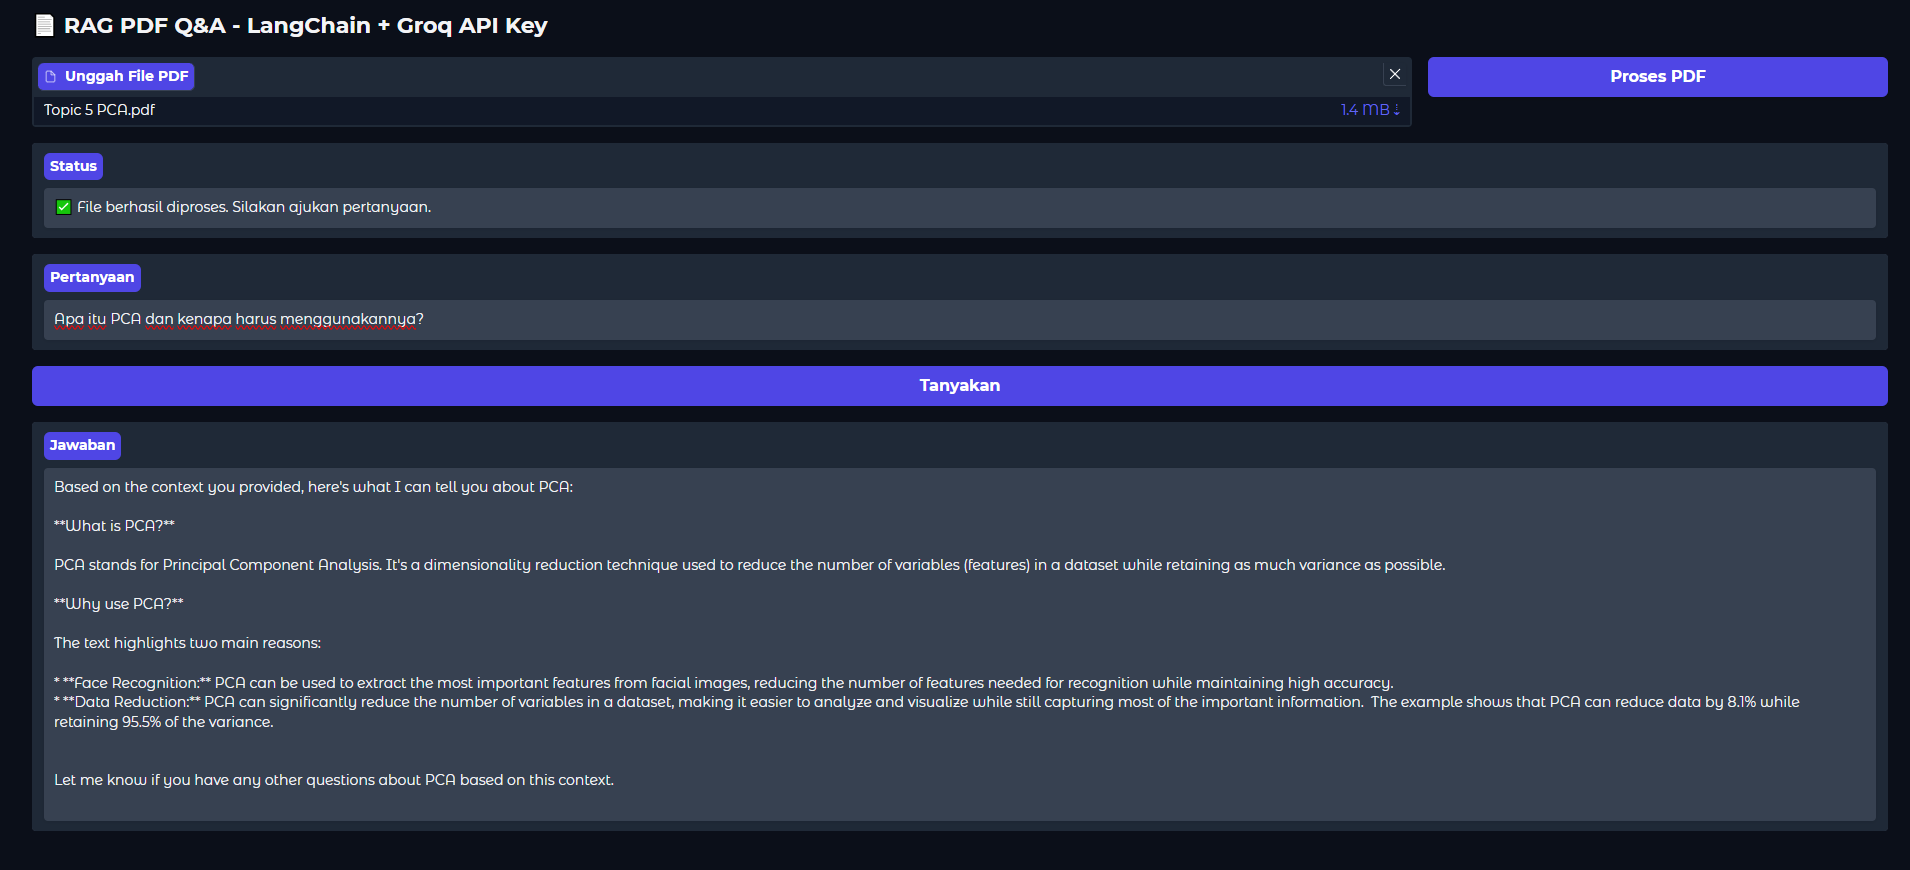 📄 RAG PDF Q&A - LangChain + Groq API Key
Unggah File PDF
Proses PDF
Topic 5 PCA.pdf
1.4 MB ↓
Status
✅ File berhasil diproses. Silakan ajukan pertanyaan.
Pertanyaan
Apa itu PCA dan kenapa harus menggunakannya?
Tanyakan
Jawaban
Based on the context you provided, here's what I can tell you about PCA:
**What is PCA?**
PCA stands for Principal Component Analysis. It's a dimensionality reduction technique used to reduce the number of variables (features) in a dataset while retaining as much variance as possible.
**Why use PCA?**
The text highlights two main reasons:
* **Face Recognition:** PCA can be used to extract the most important features from facial images, reducing the number of features needed for recognition while maintaining high accuracy.
* **Data Reduction:** PCA can significantly reduce the number of variables in a dataset, making it easier to analyze and visualize while still capturing most of the important information.  The example shows that PCA can reduce data by 8.1% while
retaining 95.5% of the variance.
Let me know if you have any other questions about PCA based on this context.